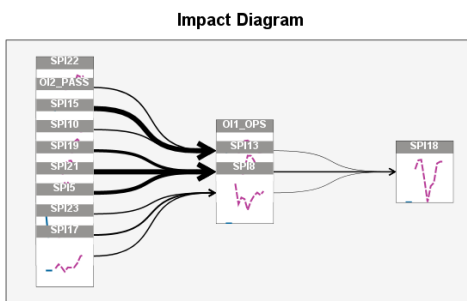 Impact Diagram
SPI22
OI2_PASS
SPI15
SPI10
SPI19
SPI21
SPI5
SPI23
SPI17
OI1_OPS
SPI13
SPI8
SPI18